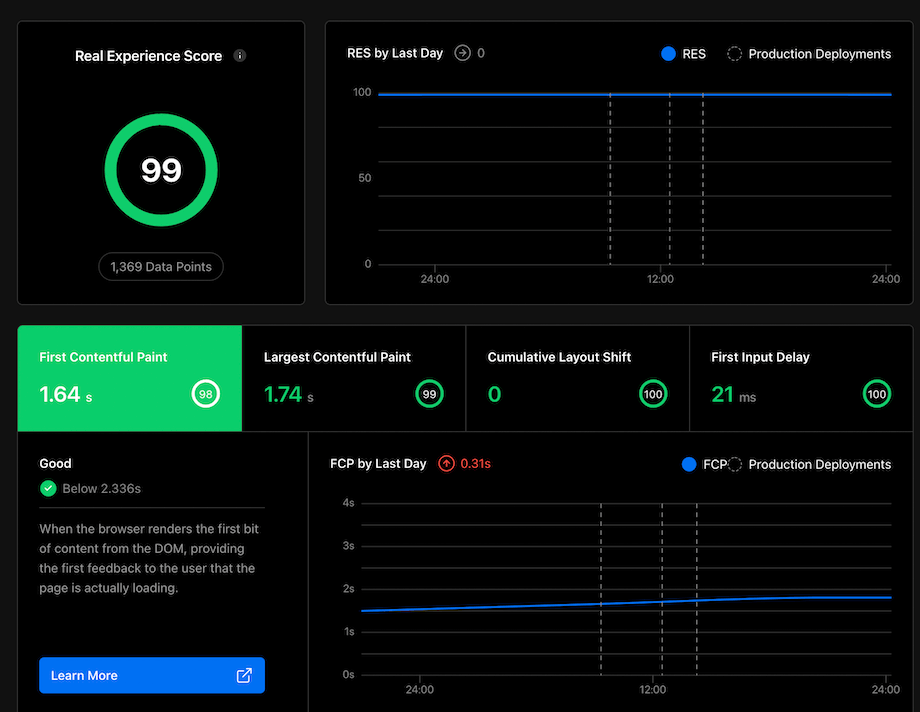 Real Experience Score
99
1,369 Data Points
RES by Last Day 0
RES Production Deployments
100
50
0
24:00 12:00 24:00
First Contentful Paint
1.64 s 98
Largest Contentful Paint
1.74 s 99
Cumulative Layout Shift
0 100
First Input Delay
21 ms 100
Good
Below 2.336s
When the browser renders the first bit
of content from the DOM, providing
the first feedback to the user that the
page is actually loading.
Learn More
FCP by Last Day 0.31s
FCP Production Deployments
4s
3s
2s
1s
0s
24:00 12:00 24:00